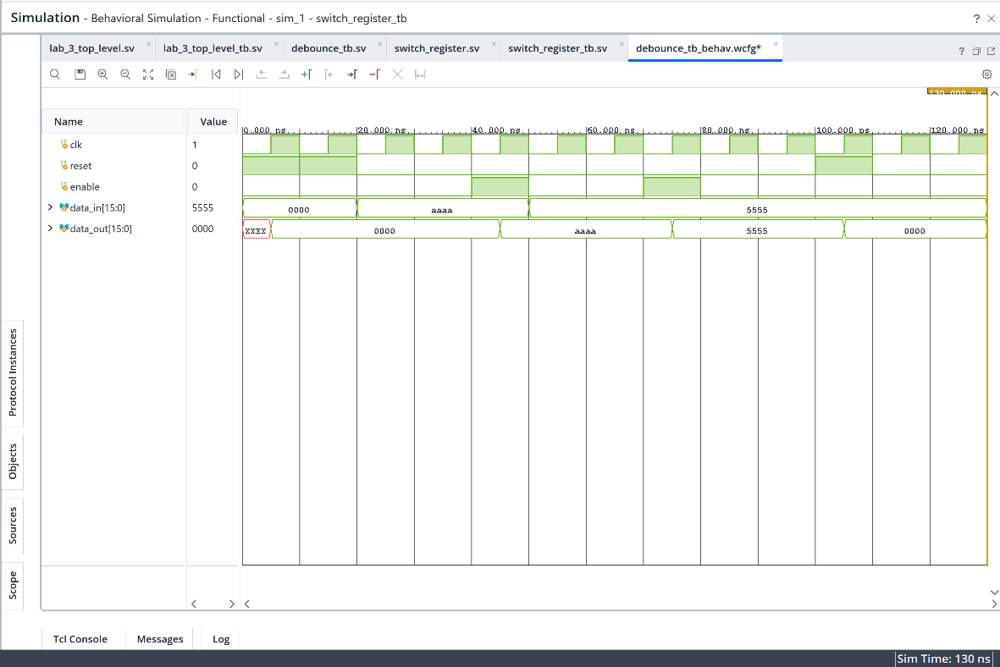 Simulation - Behavioral Simulation - Functional - sim_1 - switch_register_tb ?
lab_3_top_level.sv lab_3_top_level_tb.sv debounce_tb.sv switch_register.sv switch_register_tb.sv debounce_tb_behav.wcfg* ?
130.000 ns
Name Value 0.000 ns 20.000 ns 40.000 ns 60.000 ns 80.000 ns 100.000 ns 120.000 ns
clk 1
reset 0
enable 0
data_in[15:0] 5555 0000 aaaa 5555
data_out[15:0] 0000 XXXX 0000 aaaa 5555 0000
Protocol Instances
Objects
Sources
Scope
Tcl Console Messages Log
Sim Time: 130 ns